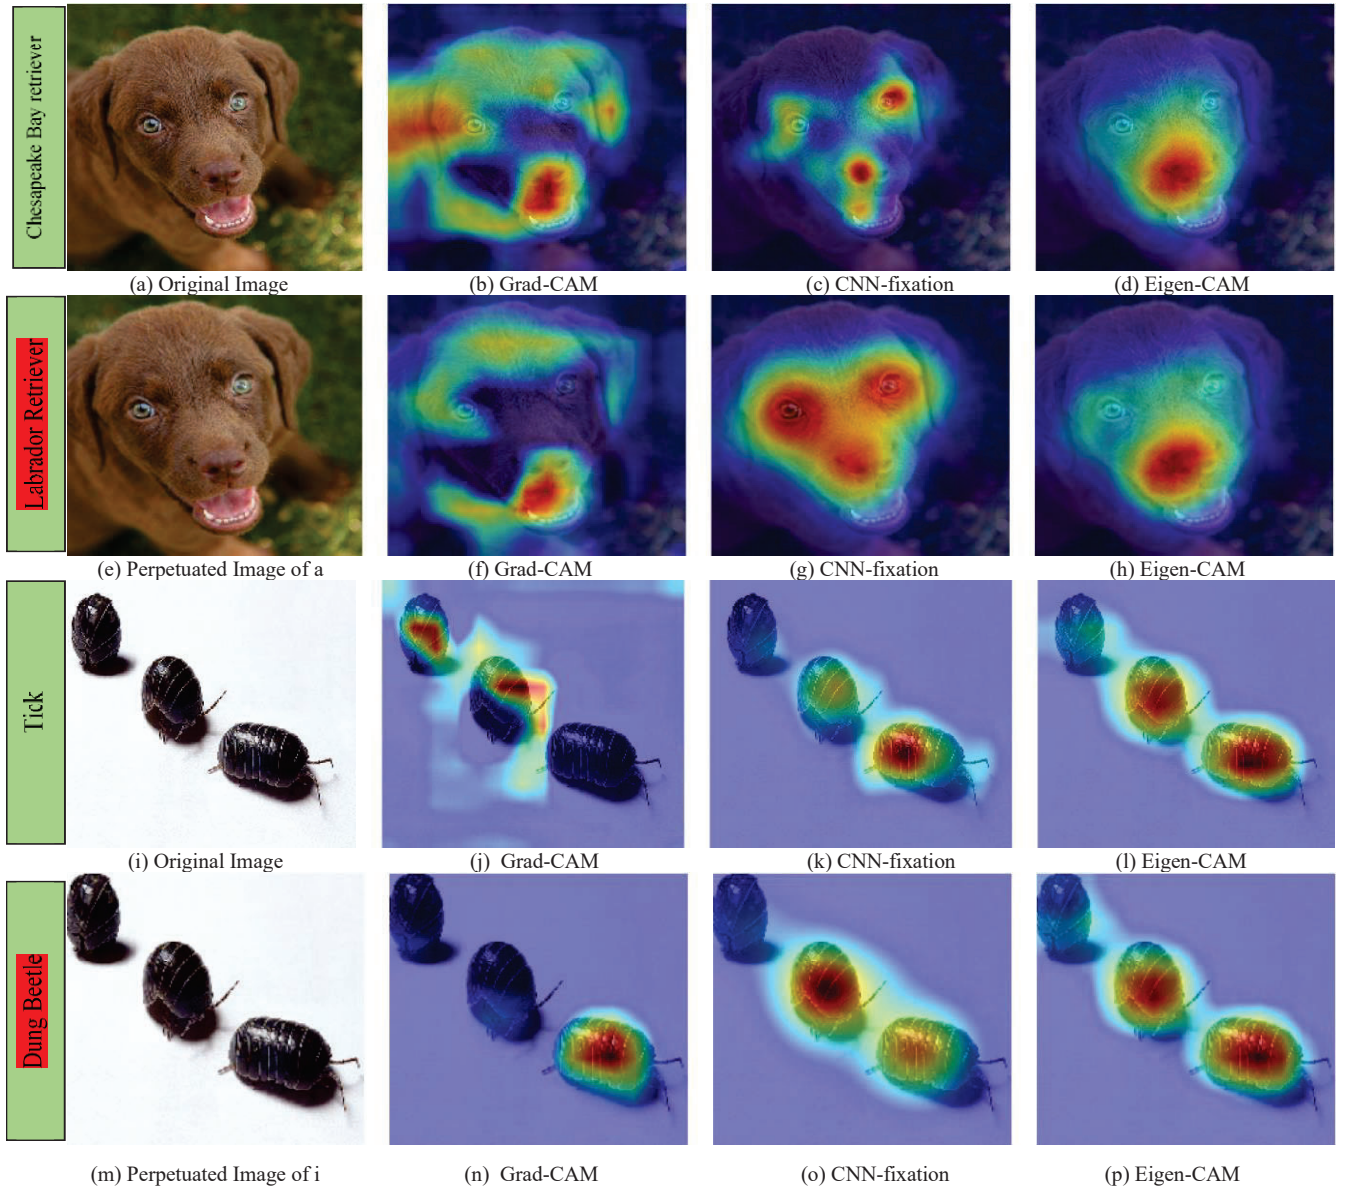 Chesapeake Bay retriever
(a) Original Image
(b) Grad-CAM
(c) CNN-fixation
(d) Eigen-CAM
Labrador Retriever
(e) Perpetuated Image of a
(f) Grad-CAM
(g) CNN-fixation
(h) Eigen-CAM
Tick
(i) Original Image
(j) Grad-CAM
(k) CNN-fixation
(l) Eigen-CAM
Dung Beetle
(m) Perpetuated Image of i
(n) Grad-CAM
(o) CNN-fixation
(p) Eigen-CAM